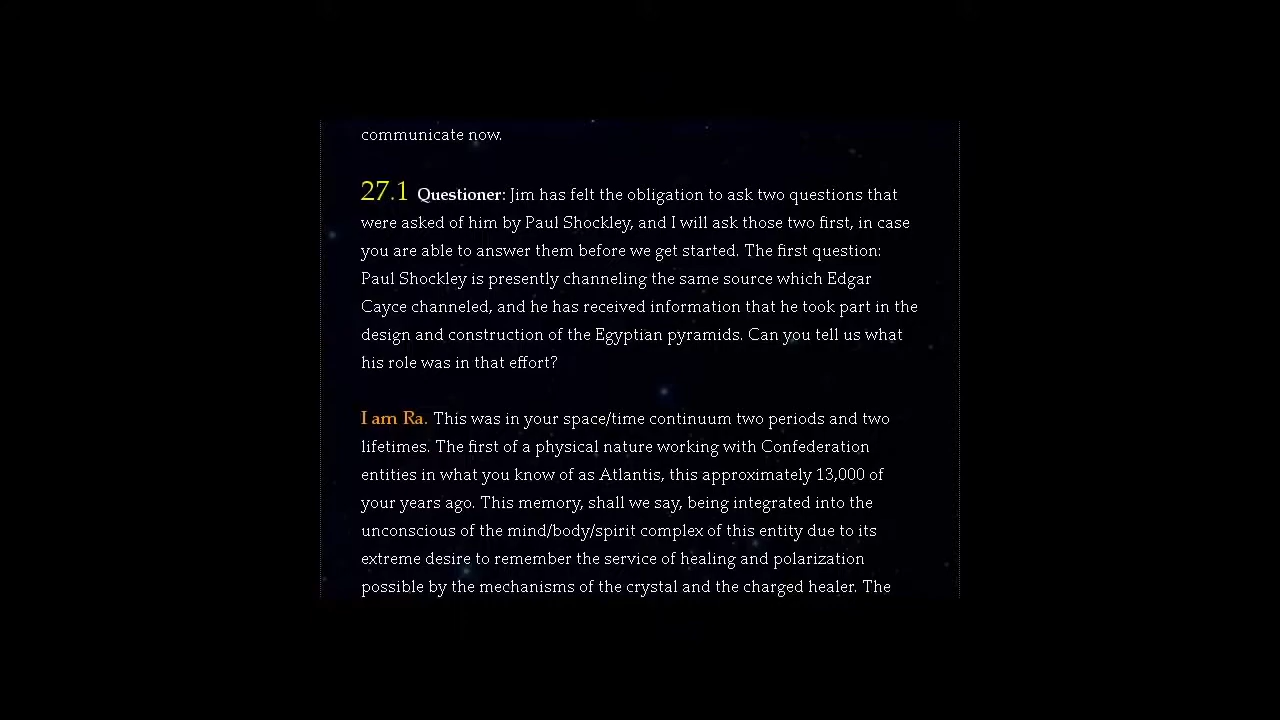 communicate now.
27.1 Questioner: Jim has felt the obligation to ask two questions that
were asked of him by Paul Shockley, and I will ask those two first, in case
you are able to answer them before we get started. The first question:
Paul Shockley is presently channeling the same source which Edgar
Cayce channeled, and he has received information that he took part in the
design and construction of the Egyptian pyramids. Can you tell us what
his role was in that effort?
I am Ra. This was in your space/time continuum two periods and two
lifetimes. The first of a physical nature working with Confederation
entities in what you know of as Atlantis, this approximately 13,000 of
your years ago. This memory, shall we say, being integrated into the
unconscious of the mind/body/spirit complex of this entity due to its
extreme desire to remember the service of healing and polarization
possible by the mechanisms of the crystal and the charged healer. The